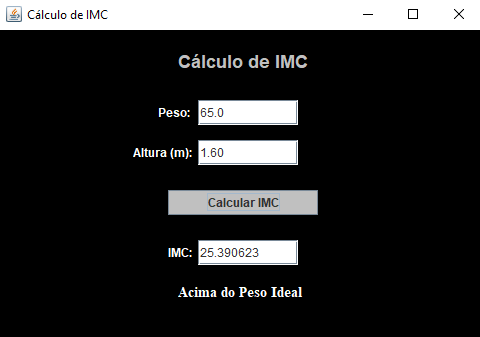 Cálculo de IMC
Cálculo de IMC
Peso: 65.0
Altura (m): 1.60
Calcular IMC
IMC: 25.390623
Acima do Peso Ideal